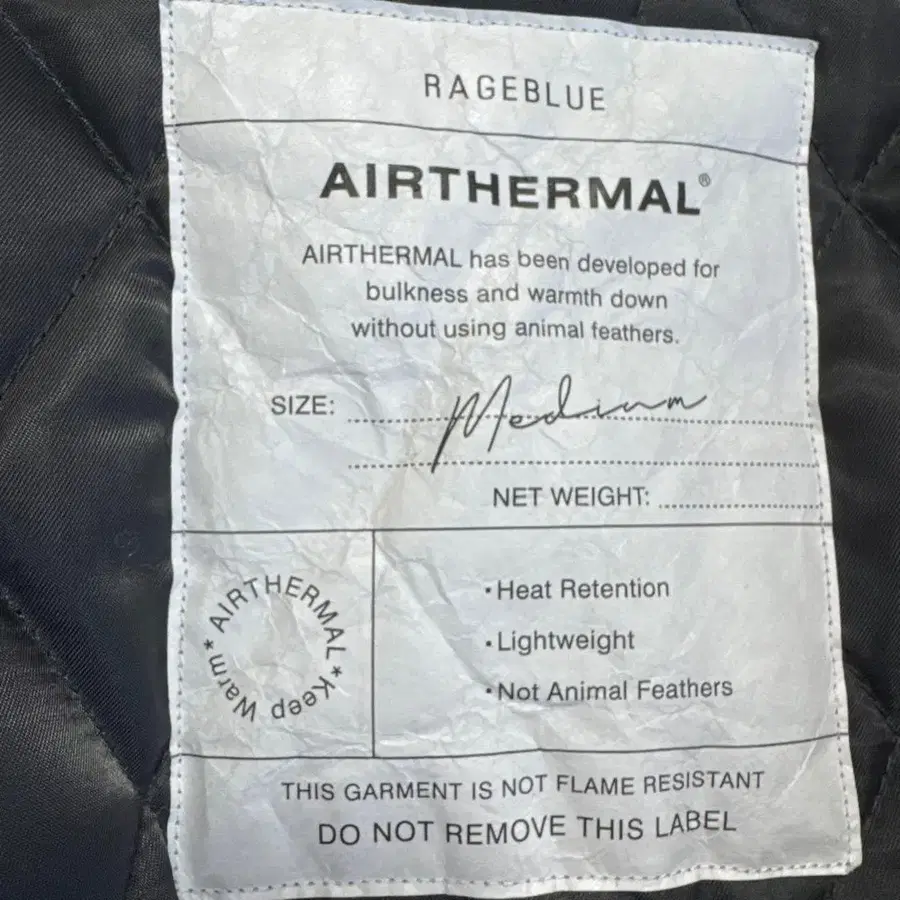 RAGEBLUE
AIRTHERMAL®
AIRTHERMAL has been developed for
bulkness and warmth down
without using animal feathers.
SIZE: Medium
NET WEIGHT:
* AIRTHERMAL * Keep Warm
• Heat Retention
• Lightweight
• Not Animal Feathers
THIS GARMENT IS NOT FLAME RESISTANT
DO NOT REMOVE THIS LABEL